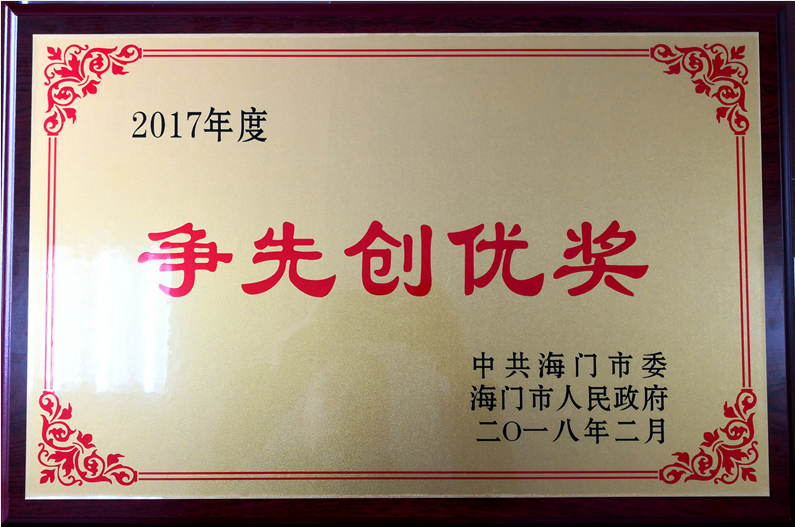 2017年度
争先创优奖
中共海门市委
海门市人民政府
二〇一八年二月